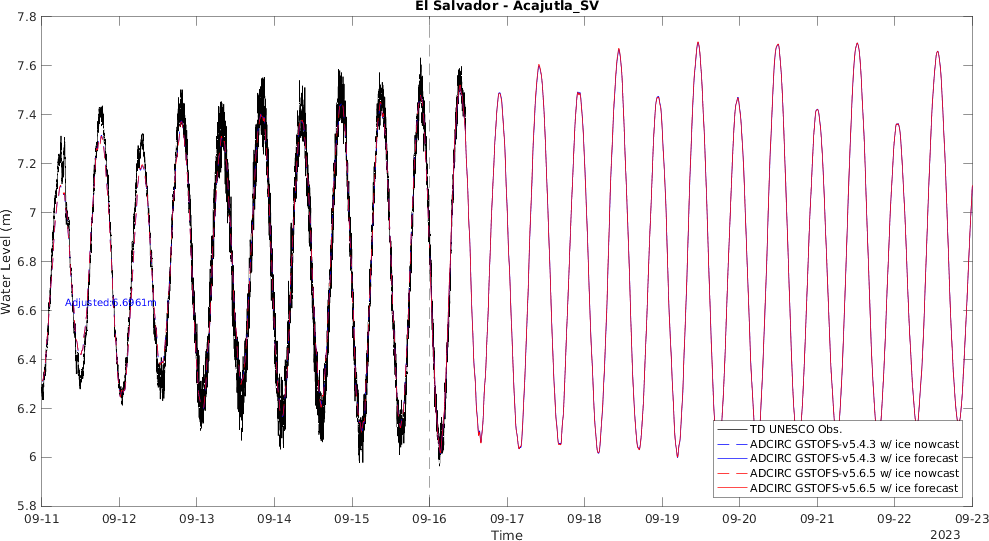 El Salvador - Acajutla_SV
7.8
7.6
7.4
7.2
7
6.8
6.6
6.4
6.2
6
5.8
Water Level (m)
Adjusted:6.6961m
TD UNESCO Obs.
ADCIRC GSTOFS-v5.4.3 w/ ice nowcast
ADCIRC GSTOFS-v5.4.3 w/ ice forecast
ADCIRC GSTOFS-v5.6.5 w/ ice nowcast
ADCIRC GSTOFS-v5.6.5 w/ ice forecast
09-11 09-12 09-13 09-14 09-15 09-16 09-17 09-18 09-19 09-20 09-21 09-22 09-23
Time
2023